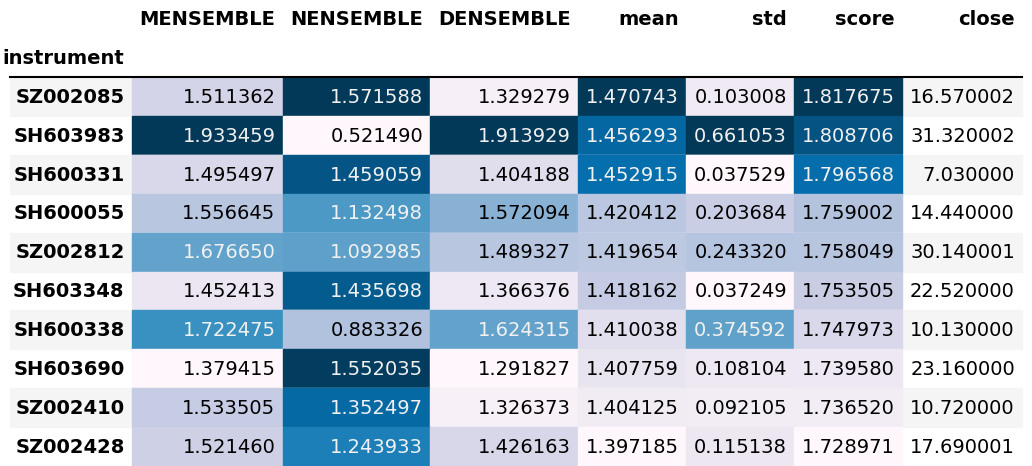 MENSEMBLE NENSEMBLE DENSEMBLE mean std score close
instrument
SZ002085 1.511362 1.571588 1.329279 1.470743 0.103008 1.817675 16.570002
SH603983 1.933459 0.521490 1.913929 1.456293 0.661053 1.808706 31.320002
SH600331 1.495497 1.459059 1.404188 1.452915 0.037529 1.796568 7.030000
SH600055 1.556645 1.132498 1.572094 1.420412 0.203684 1.759002 14.440000
SZ002812 1.676650 1.092985 1.489327 1.419654 0.243320 1.758049 30.140001
SH603348 1.452413 1.435698 1.366376 1.418162 0.037249 1.753505 22.520000
SH600338 1.722475 0.883326 1.624315 1.410038 0.374592 1.747973 10.130000
SH603690 1.379415 1.552035 1.291827 1.407759 0.108104 1.739580 23.160000
SZ002410 1.533505 1.352497 1.326373 1.404125 0.092105 1.736520 10.720000
SZ002428 1.521460 1.243933 1.426163 1.397185 0.115138 1.728971 17.690001